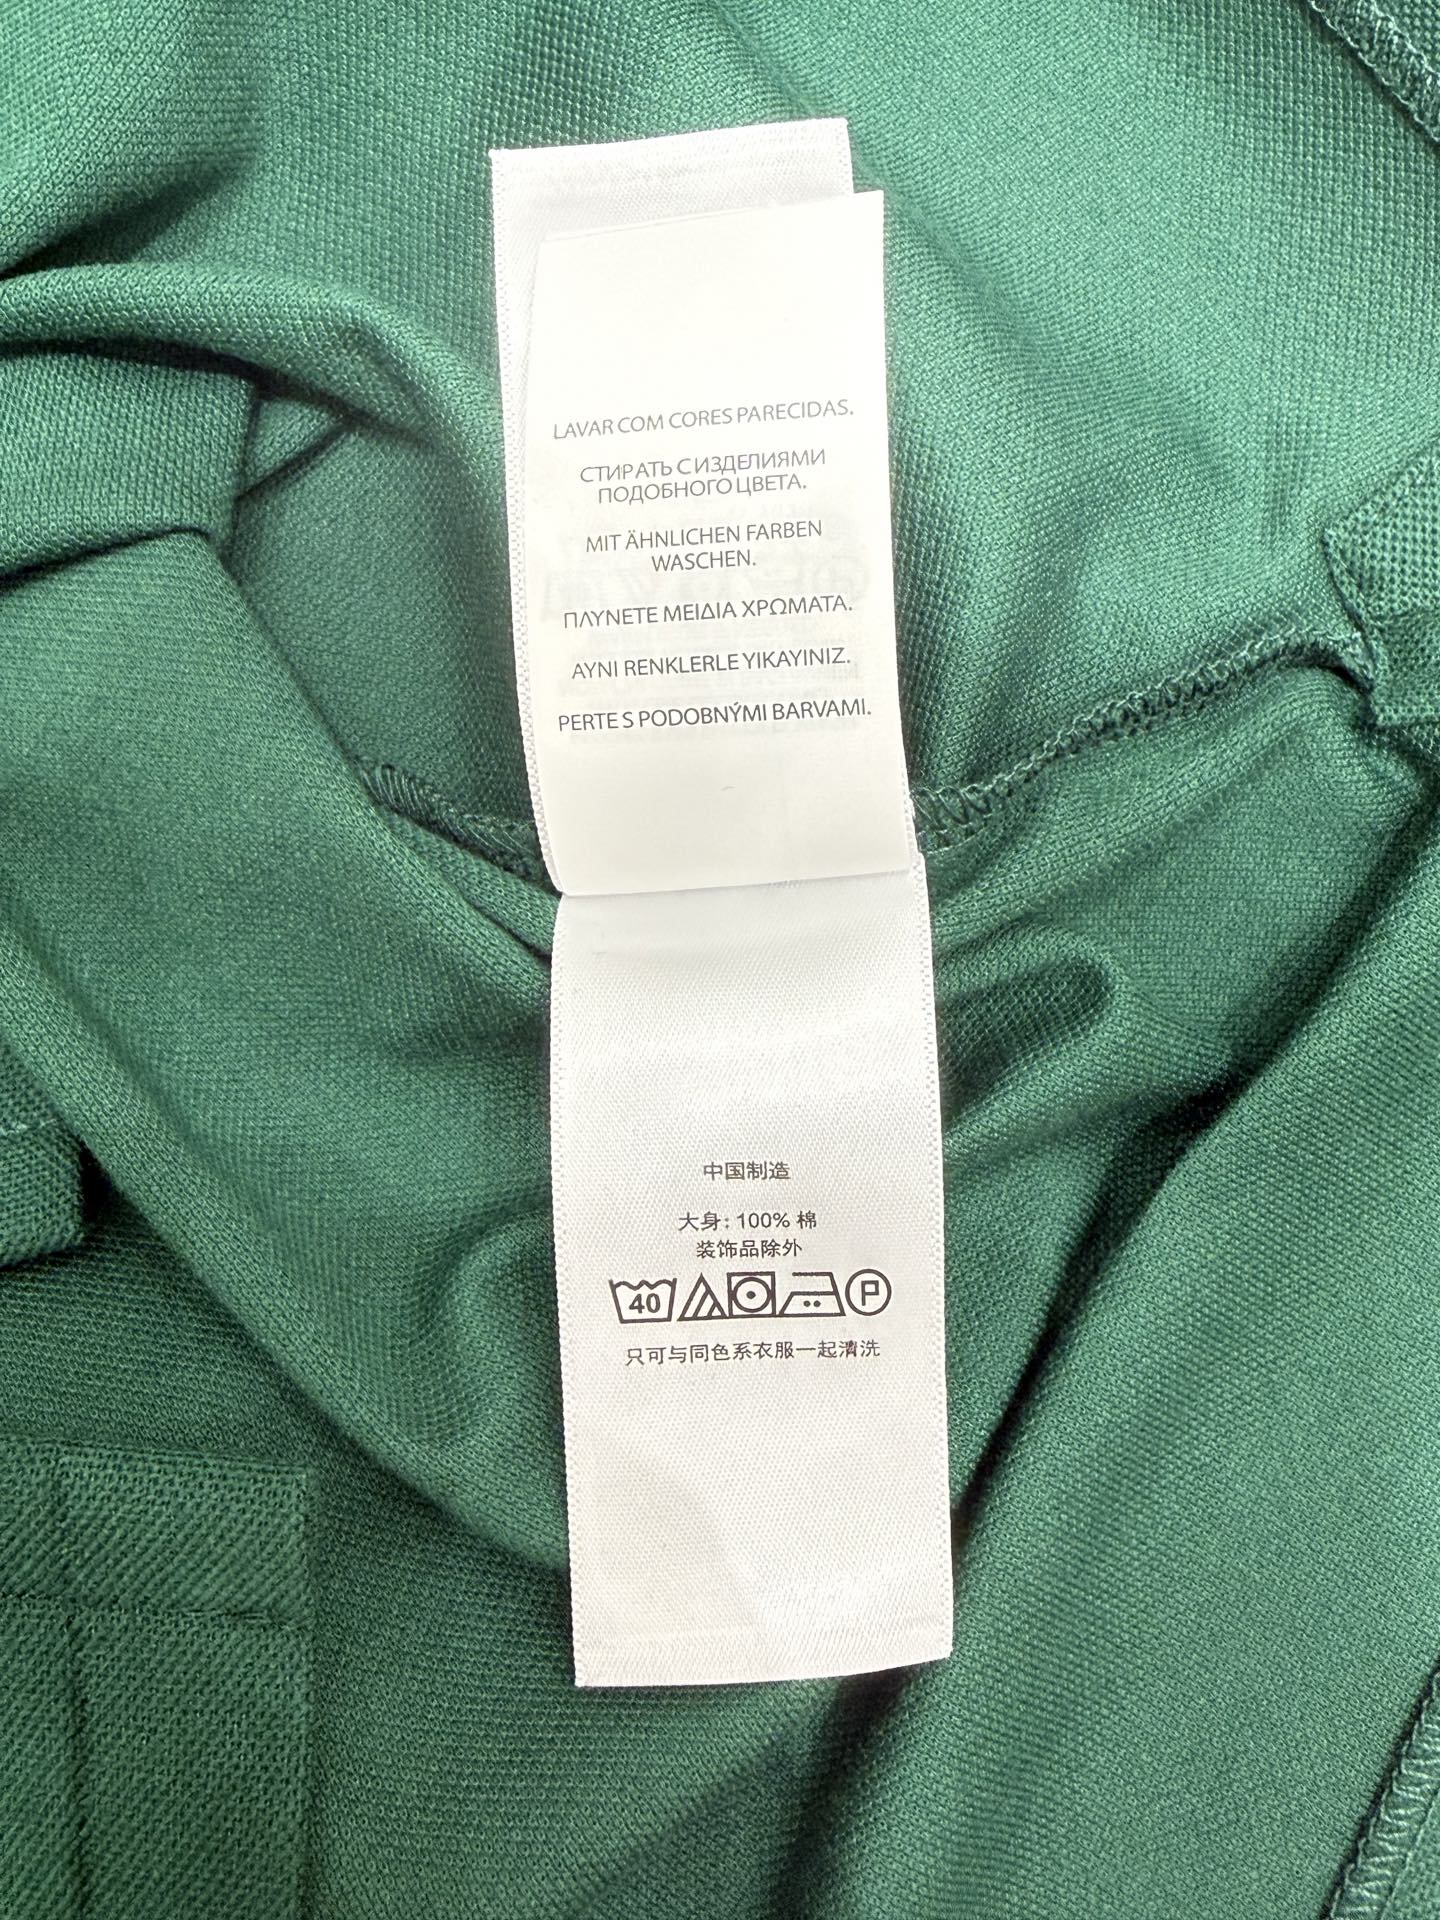 LAVAR COM CORES PARECIDAS.
СТИРАТЬ С ИЗДЕЛИЯМИ
ПОДОБНОГО ЦВЕТА.
MIT ÄHNLICHEN FARBEN
WASCHEN.
ΠΛΥΝΕΤΕ ΜΕΙΔΙΑ ΧΡΩΜΑΤΑ.
AYNI RENKLERLE YIKAYINIZ.
PERTE S PODOBNÝMI BARVAMI.
中国制造
大身: 100% 棉
装饰品除外
40 P
只可与同色系衣服一起清洗